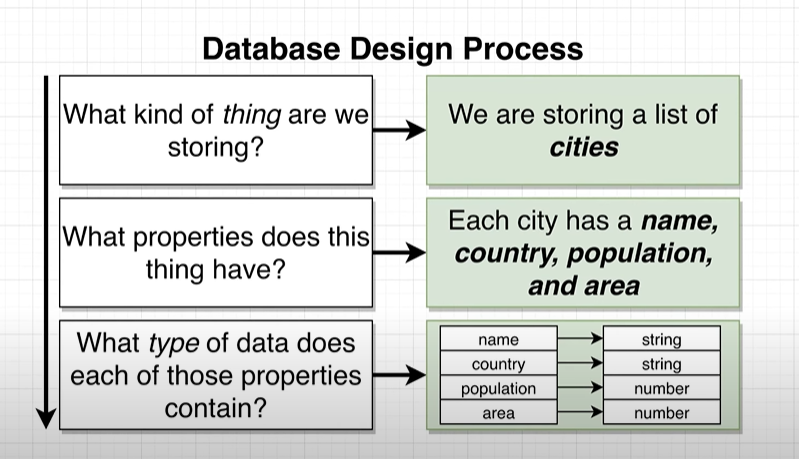 Database Design Process
What kind of thing are we
storing?
We are storing a list of
cities
What properties does this
thing have?
Each city has a name,
country, population,
and area
What type of data does
each of those properties
contain?
name
string
country
string
population
number
area
number